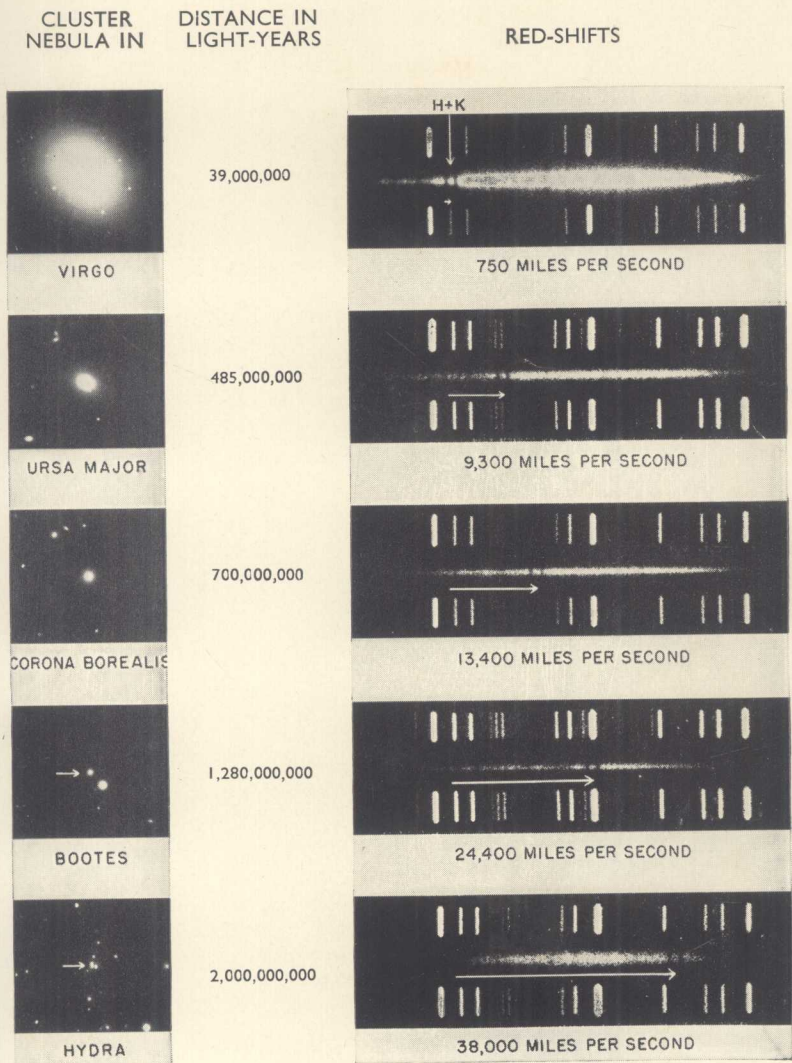 CLUSTER
NEBULA IN
DISTANCE IN
LIGHT-YEARS
RED-SHIFTS
H+K
39,000,000
VIRGO
750 MILES PER SECOND
485,000,000
URSA MAJOR
9,300 MILES PER SECOND
700,000,000
CORONA BOREALIS
13,400 MILES PER SECOND
1,280,000,000
BOOTES
24,400 MILES PER SECOND
2,000,000,000
HYDRA
38,000 MILES PER SECOND